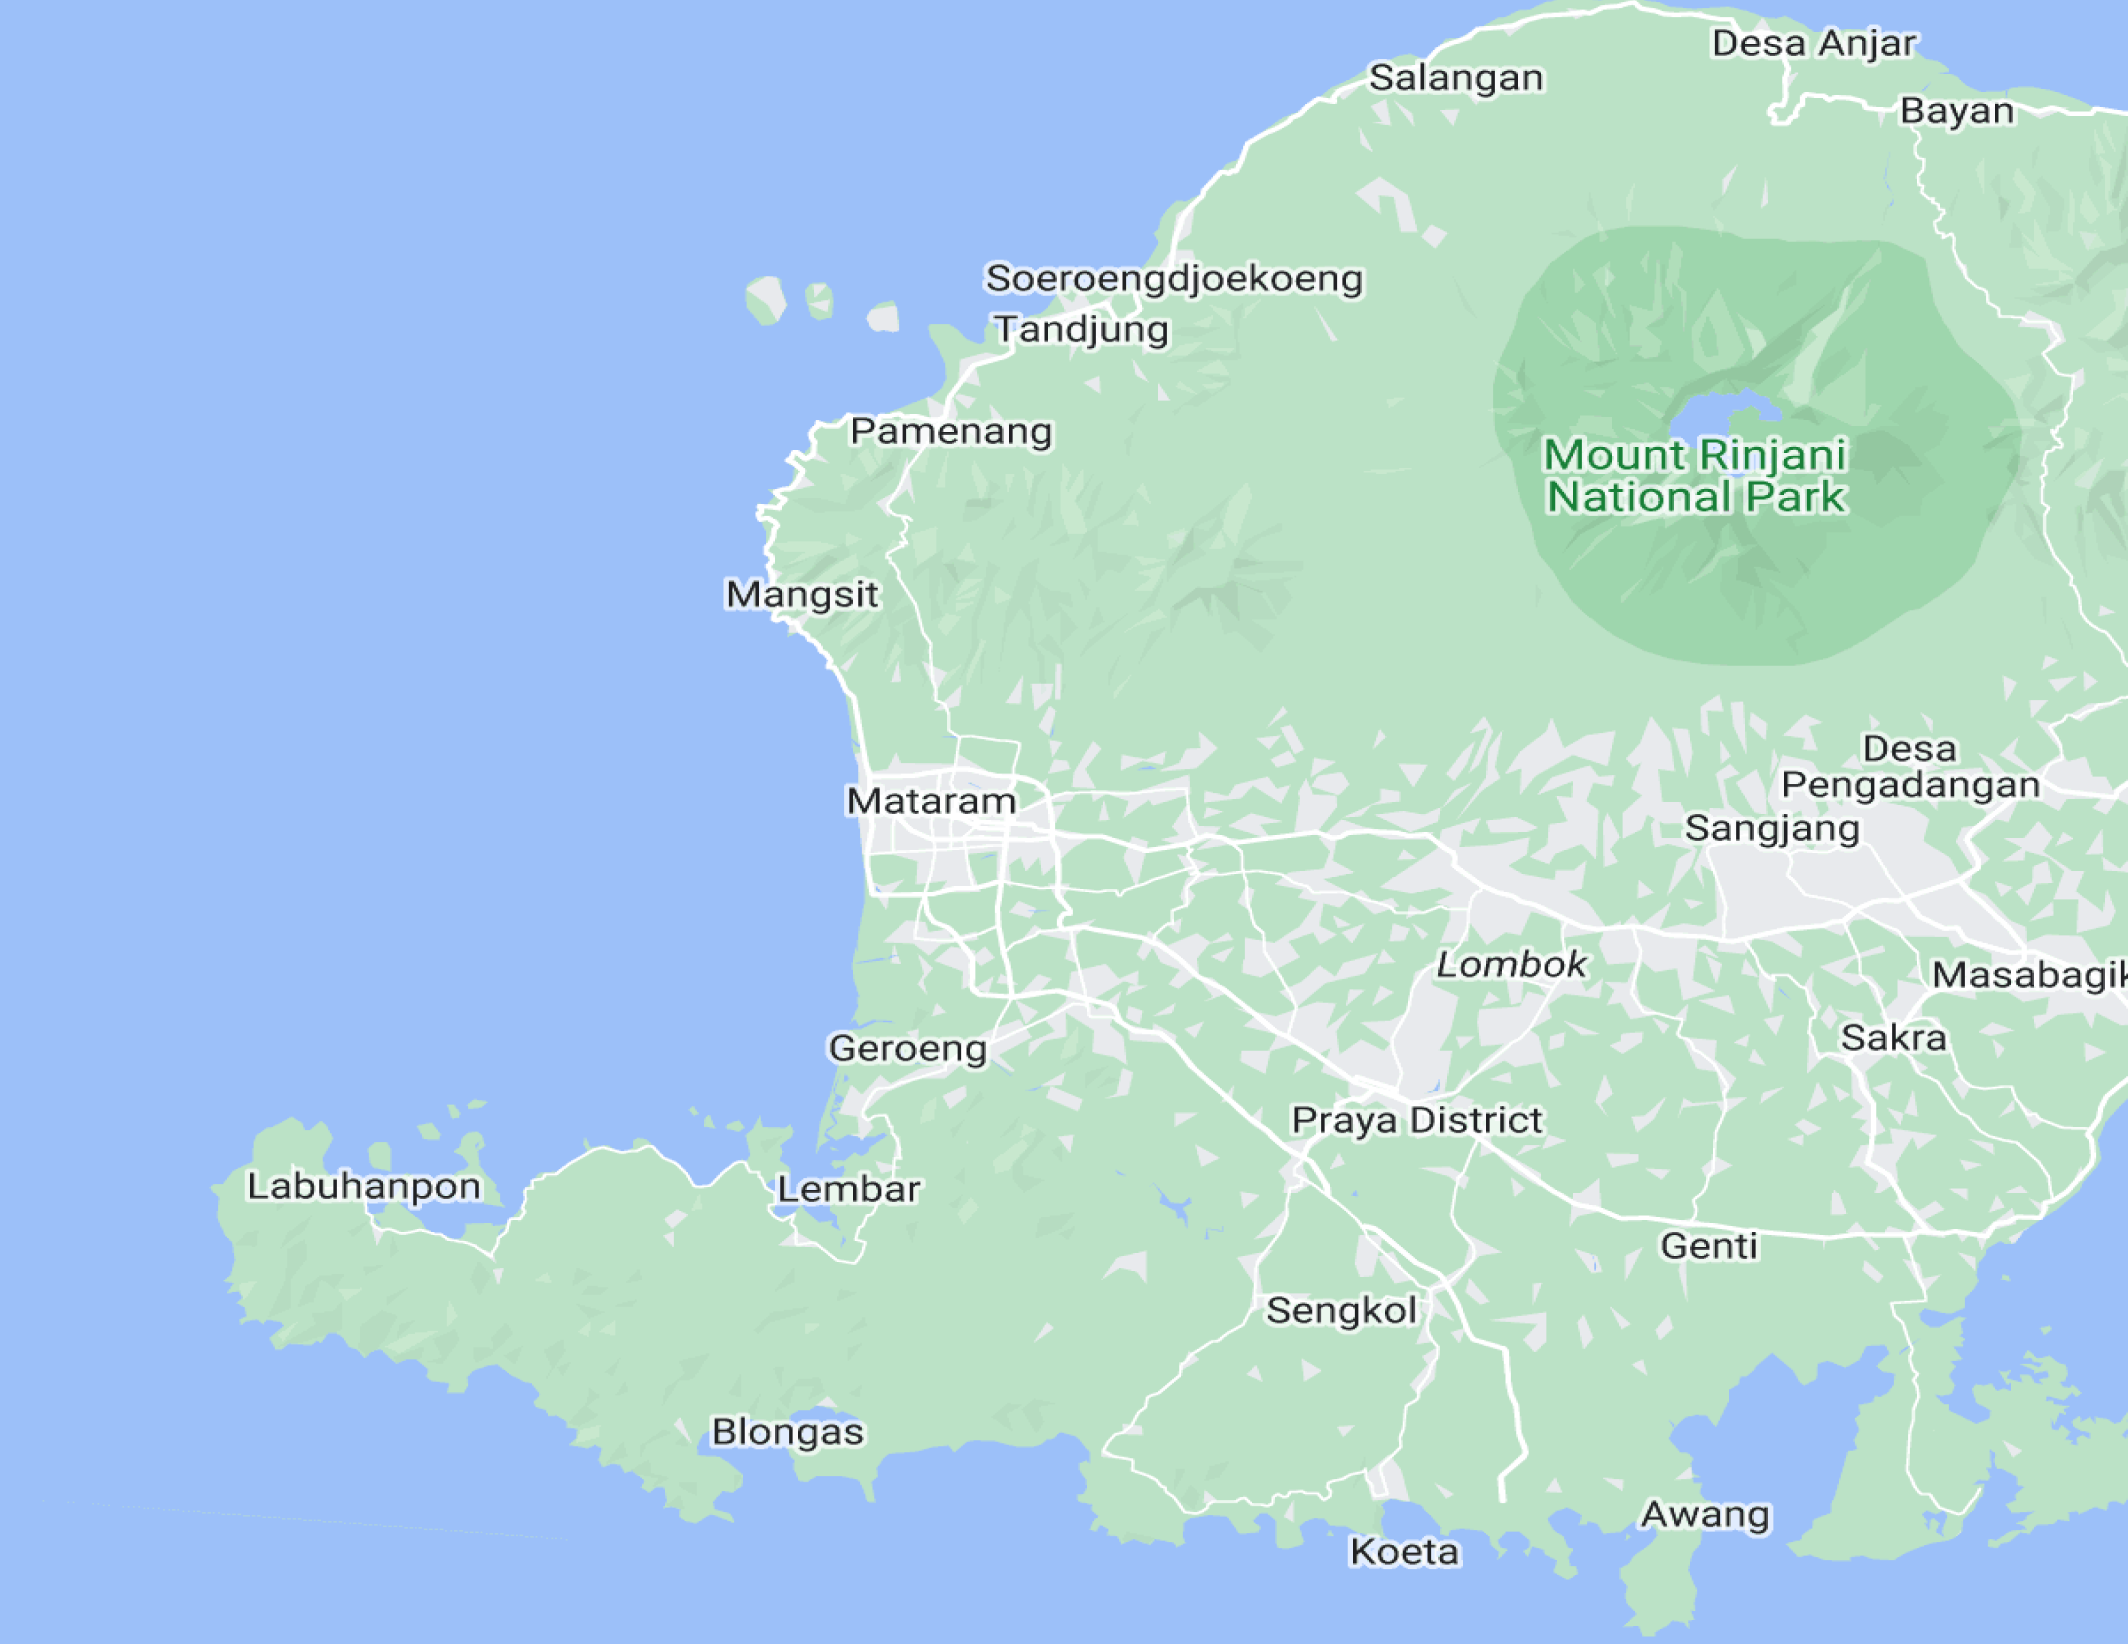 Desa Anjar
Salangan
Bayan
Soeroengdjoekoeng
Tandjung
Pamenang
Mount Rinjani
National Park
Mangsit
Desa
Pengadangan
Mataram
Sangjang
Lombok
Masabagik
Sakra
Geroeng
Praya District
Labuhanpon
Lembar
Genti
Sengkol
Blongas
Awang
Koeta